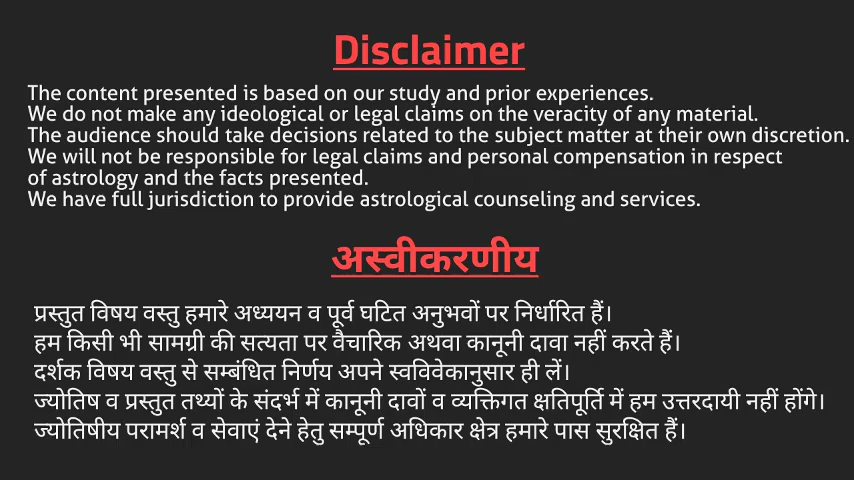 Disclaimer
The content presented is based on our study and prior experiences.
We do not make any ideological or legal claims on the veracity of any material.
The audience should take decisions related to the subject matter at their own discretion.
We will not be responsible for legal claims and personal compensation in respect
of astrology and the facts presented.
We have full jurisdiction to provide astrological counseling and services.
अस्वीकरणीय
प्रस्तुत विषय वस्तु हमारे अध्ययन व पूर्व घटित अनुभवों पर निर्धारित हैं।
हम किसी भी सामग्री की सत्यता पर वैचारिक अथवा कानूनी दावा नहीं करते हैं।
दर्शक विषय वस्तु से सम्बंधित निर्णय अपने स्वविवेकानुसार ही लें।
ज्योतिष व प्रस्तुत तथ्यों के संदर्भ में कानूनी दावों व व्यक्तिगत क्षतिपूर्ति में हम उत्तरदायी नहीं होंगे।
ज्योतिषीय परामर्श व सेवाएं देने हेतु सम्पूर्ण अधिकार क्षेत्र हमारे पास सुरक्षित हैं।